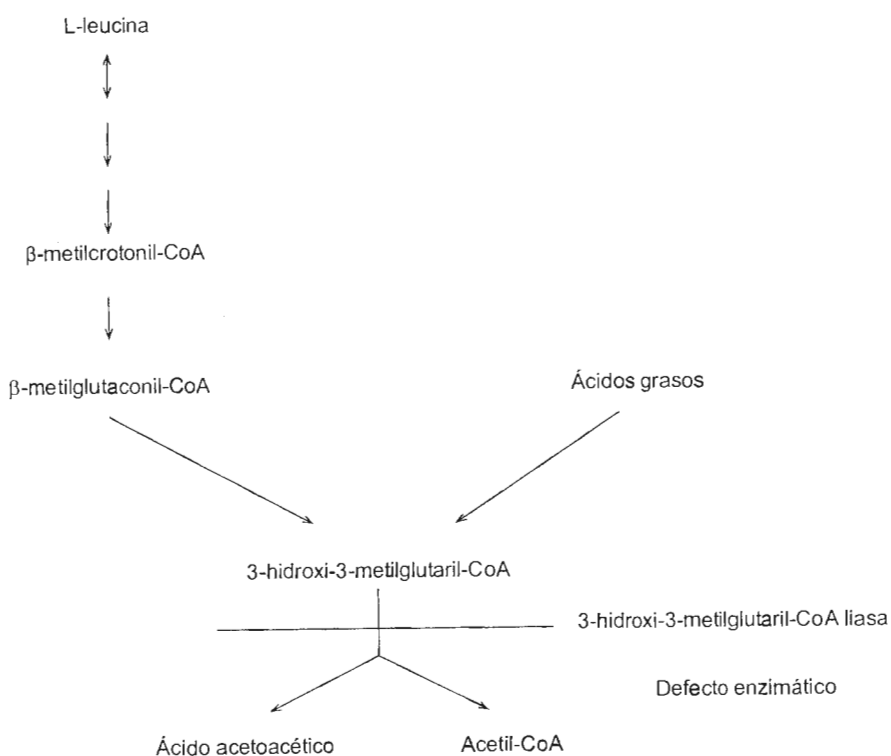 L-leucina
β-metilcrotonil-CoA
β-metilglutaconil-CoA
Ácidos grasos
3-hidroxi-3-metilglutaril-CoA
3-hidroxi-3-metilglutaril-CoA liasa
Defecto enzimático
Ácido acetoacético
Acetil-CoA